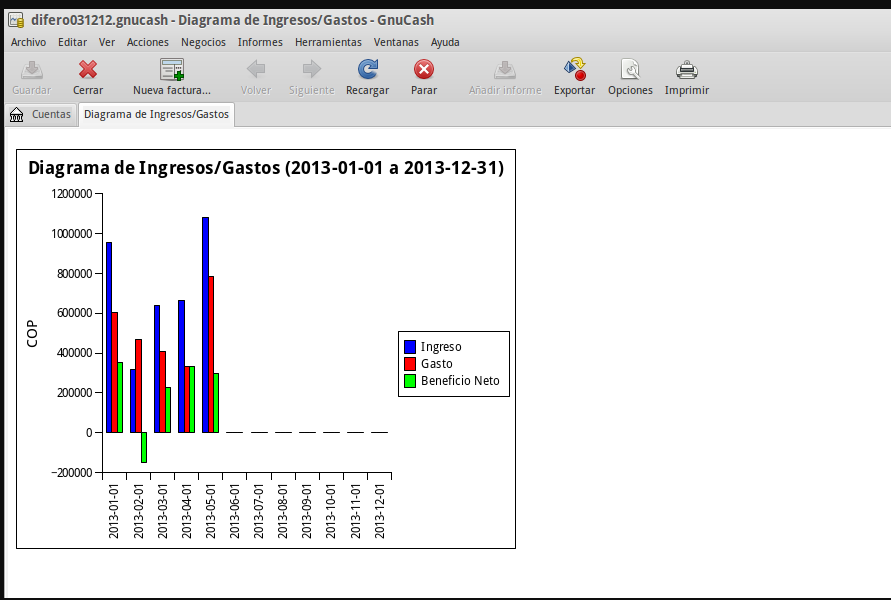 difero031212.gnucash - Diagrama de Ingresos/Gastos - GnuCash
Archivo Editar Ver Acciones Negocios Informes Herramientas Ventanas Ayuda
Guardar Cerrar Nueva factura... Volver Siguiente Recargar Parar Añadir informe Exportar Opciones Imprimir
Cuentas Diagrama de Ingresos/Gastos
Diagrama de Ingresos/Gastos (2013-01-01 a 2013-12-31)
1200000
1000000
800000
600000
400000
200000
0
−200000
COP
Ingreso
Gasto
Beneficio Neto
2013-01-01
2013-02-01
2013-03-01
2013-04-01
2013-05-01
2013-06-01
2013-07-01
2013-08-01
2013-09-01
2013-10-01
2013-11-01
2013-12-01